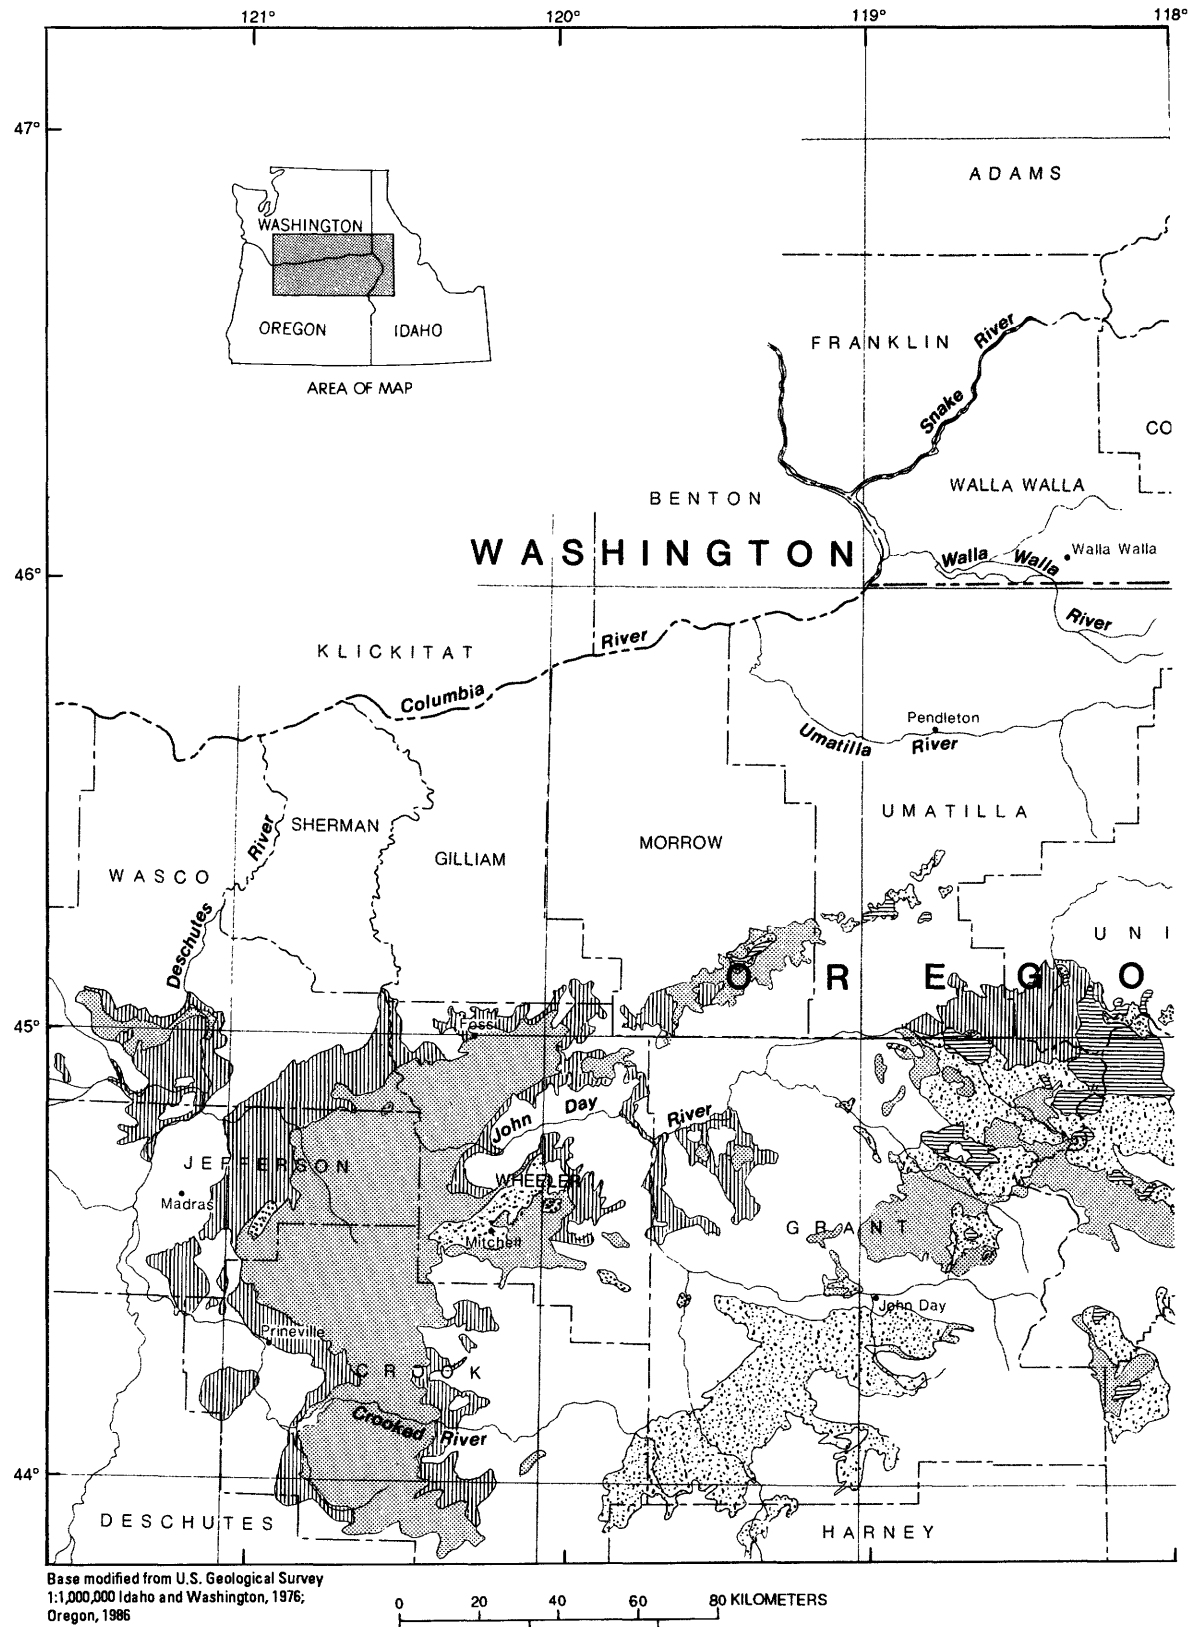 121° 120° 119° 118°
47°
ADAMS
WASHINGTON
FRANKLIN
Snake River
OREGON IDAHO
AREA OF MAP
CO
BENTON
WALLA WALLA
WASHINGTON
Walla Walla
Walla Walla River
46°
KLICKITAT
Columbia River
Pendleton
Umatilla River
SHERMAN
UMATILLA
MORROW
GILLIAM
WASCO
Deschutes River
UNI
OREGO
45°
Fossil
John Day River
JEFFERSON
WHEELER
Madras
GRANT
Mitchell
John Day
Prineville
CROOK
Crooked River
44°
DESCHUTES
HARNEY
Base modified from U.S. Geological Survey
1:1,000,000 Idaho and Washington, 1976;
Oregon, 1986
0 20 40 60 80 KILOMETERS